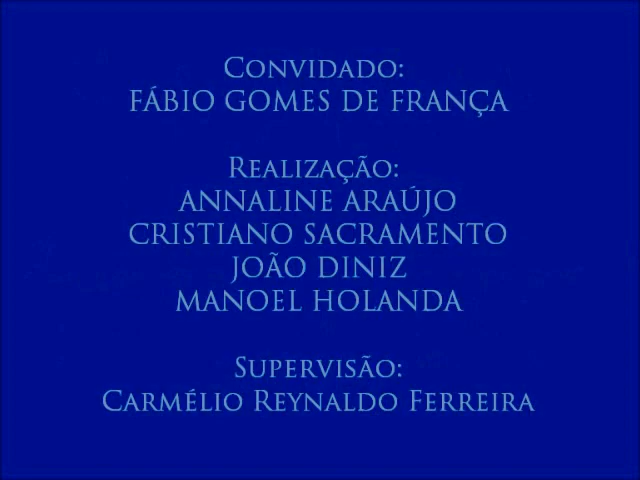 Convidado:
FÁBIO GOMES DE FRANÇA
Realização:
ANNALINE ARAÚJO
CRISTIANO SACRAMENTO
JOÃO DINIZ
MANOEL HOLANDA
Supervisão:
Carmélio Reynaldo Ferreira